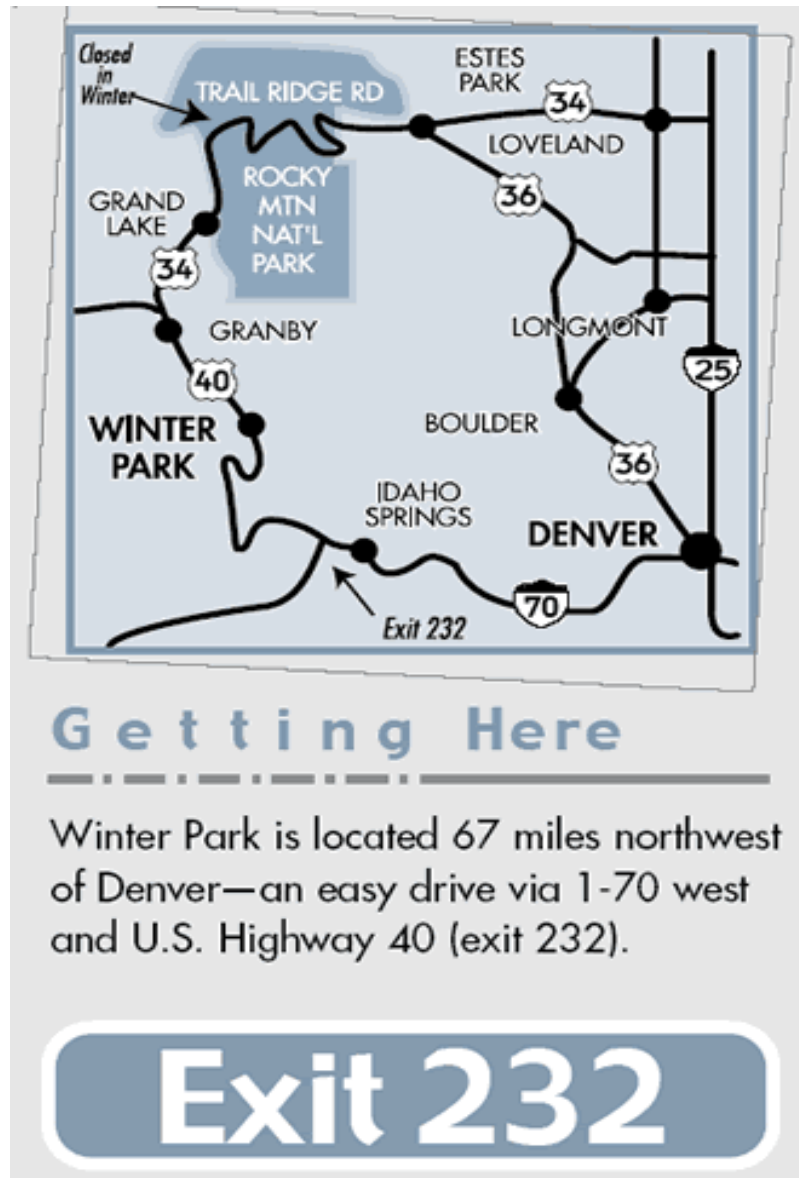 Closed
in
Winter
TRAIL RIDGE RD
ESTES
PARK
34
LOVELAND
36
ROCKY
MTN
NAT'L
PARK
GRAND
LAKE
34
GRANBY
LONGMONT
25
40
WINTER
PARK
BOULDER
36
IDAHO
SPRINGS
DENVER
70
Exit 232
Getting Here
Winter Park is located 67 miles northwest
of Denver—an easy drive via 1-70 west
and U.S. Highway 40 (exit 232).
Exit 232